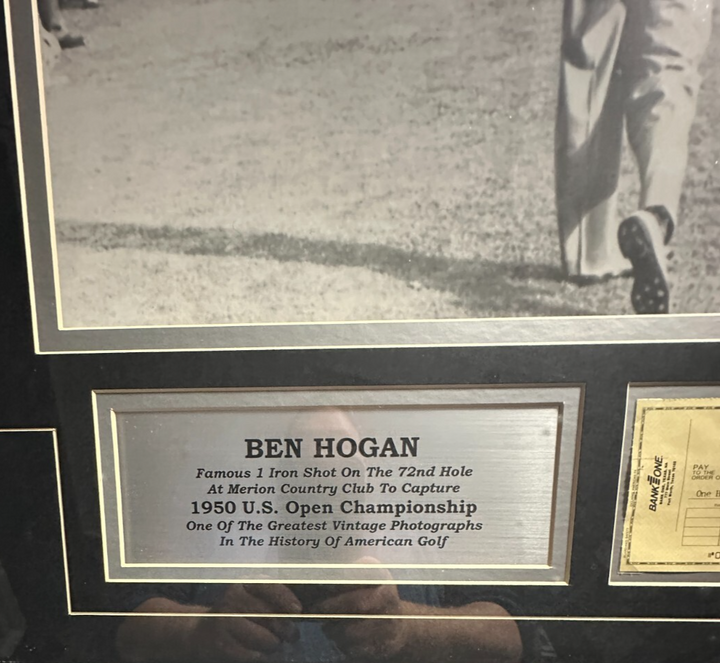 BEN HOGAN
Famous 1 Iron Shot On The 72nd Hole
At Merion Country Club To Capture
1950 U.S. Open Championship
One Of The Greatest Vintage Photographs
In The History Of American Golf
BANK ONE
PAY
TO THE
ORDER O
One